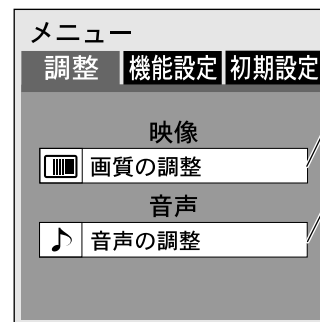 メニュー
調整 機能設定 初期設定
映像
画質の調整
音声
音声の調整